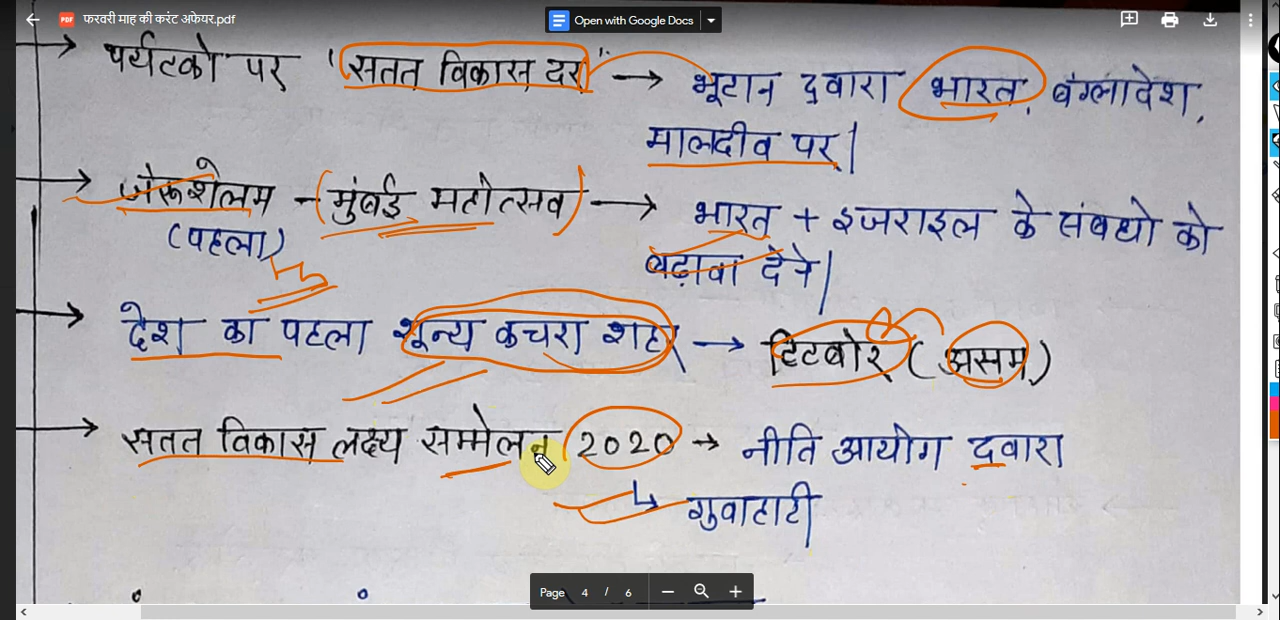 फरवरी माह की करंट अफेयर.pdf
Open with Google Docs
→ पर्यटको पर "सतत विकास दर" → भूटान द्वारा भारत, बंग्लादेश,
मालदीव पर|
→ जेरूशेलम - (मुंबई महोत्सव) → भारत + इजराइल के संबधो को
(पहला)
बढ़ावा देने|
→ देश का पहला शून्य कचरा शहर → टिटबोर (असम)
→ सतत विकास लक्ष्य सम्मेलन 2020 → नीति आयोग द्वारा
↳ गुवाहाटी
Page 4 / 6